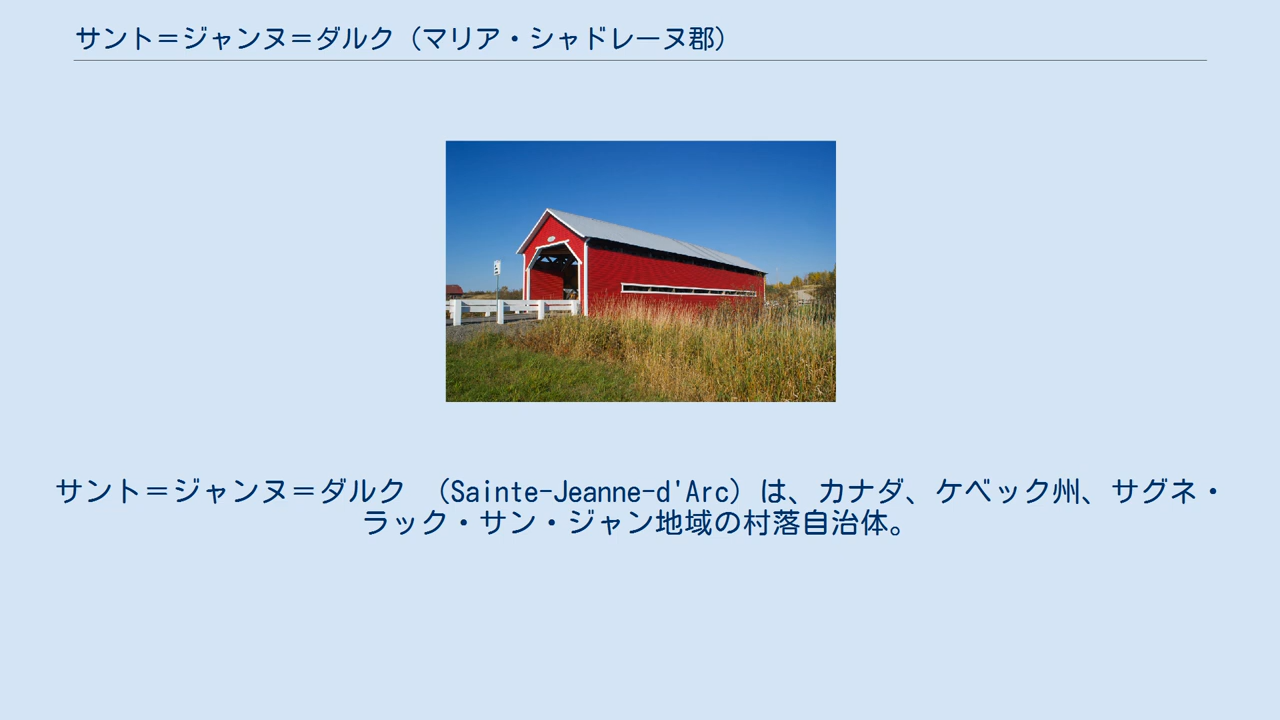 サント＝ジャンヌ＝ダルク（マリア・シャドレーヌ郡）
サント＝ジャンヌ＝ダルク　（Sainte-Jeanne-d'Arc）は、カナダ、ケベック州、サグネ・
ラック・サン・ジャン地域の村落自治体。